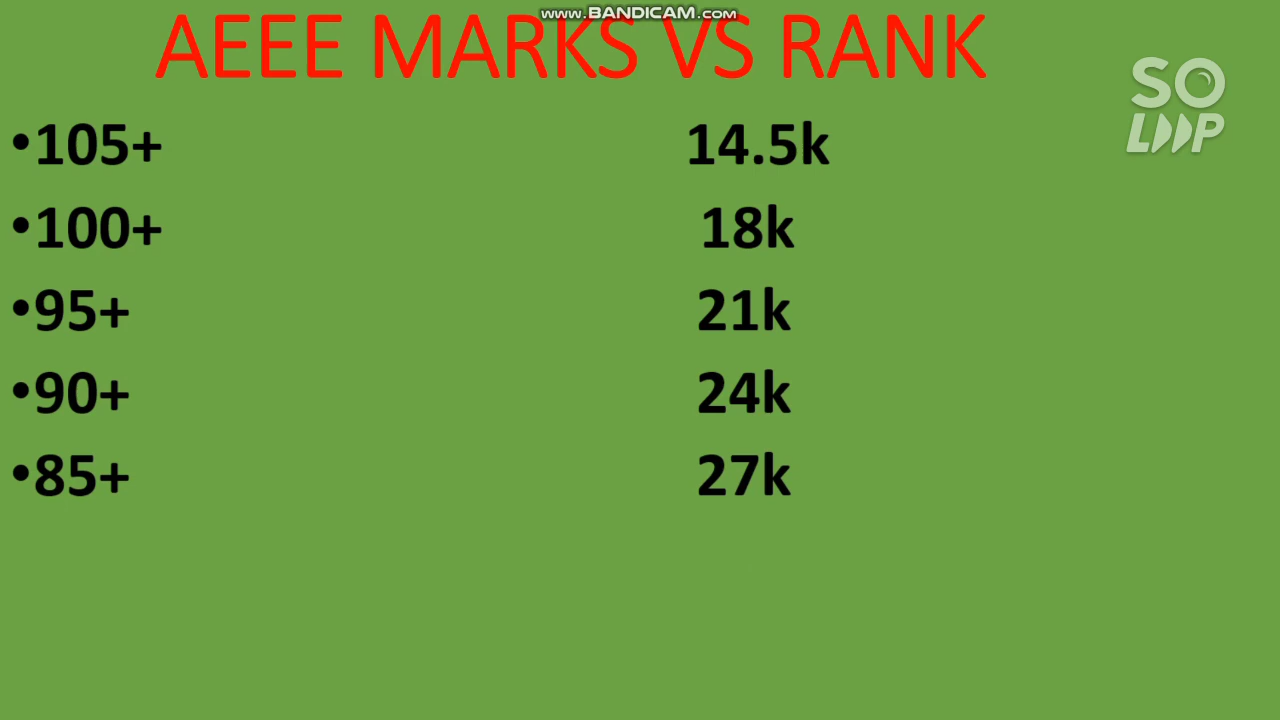 www.BANDICAM.com
AEEE MARKS VS RANK
SO
LOOP
•105+ 14.5k
•100+ 18k
•95+ 21k
•90+ 24k
•85+ 27k